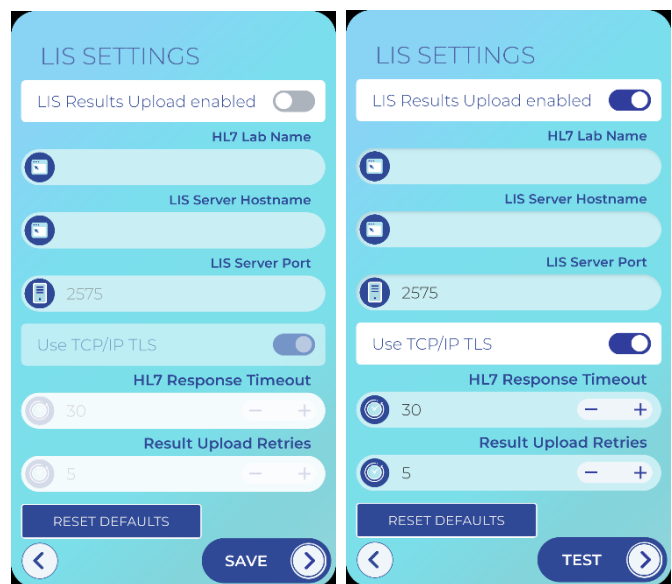 LIS SETTINGS
LIS Results Upload enabled
HL7 Lab Name
LIS Server Hostname
LIS Server Port
2575
Use TCP/IP TLS
HL7 Response Timeout
30 − +
Result Upload Retries
5 − +
RESET DEFAULTS
SAVE
LIS SETTINGS
LIS Results Upload enabled
HL7 Lab Name
LIS Server Hostname
LIS Server Port
2575
Use TCP/IP TLS
HL7 Response Timeout
30 − +
Result Upload Retries
5 − +
RESET DEFAULTS
TEST